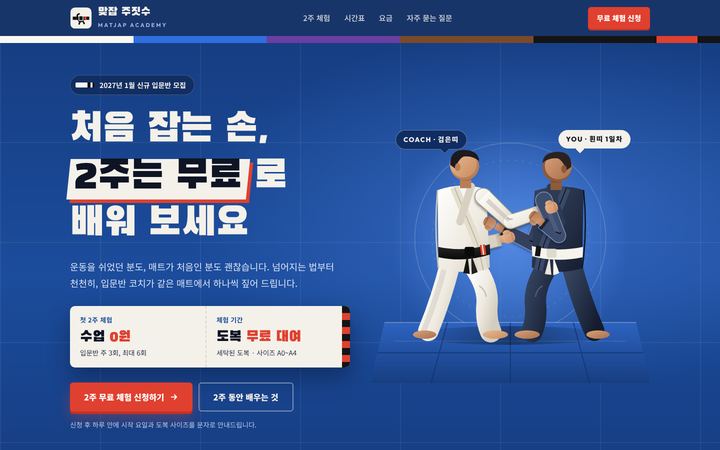 맞잡 주짓수
MATJAP ACADEMY
2주 체험
시간표
요금
자주 묻는 질문
무료 체험 신청
2027년 1월 신규 입문반 모집
처음 잡는 손,
2주는 무료로
배워 보세요
운동을 쉬었던 분도, 매트가 처음인 분도 괜찮습니다. 넘어지는 법부터
천천히, 입문반 코치가 같은 매트에서 하나씩 짚어 드립니다.
첫 2주 체험
수업 0원
입문반 주 3회, 최대 6회
체험 기간
도복 무료 대여
세탁된 도복 · 사이즈 A0–A4
2주 무료 체험 신청하기 →
2주 동안 배우는 것
신청 후 하루 안에 시작 요일과 도복 사이즈를 문자로 안내드립니다.
COACH · 검은띠
YOU · 흰띠 1일차